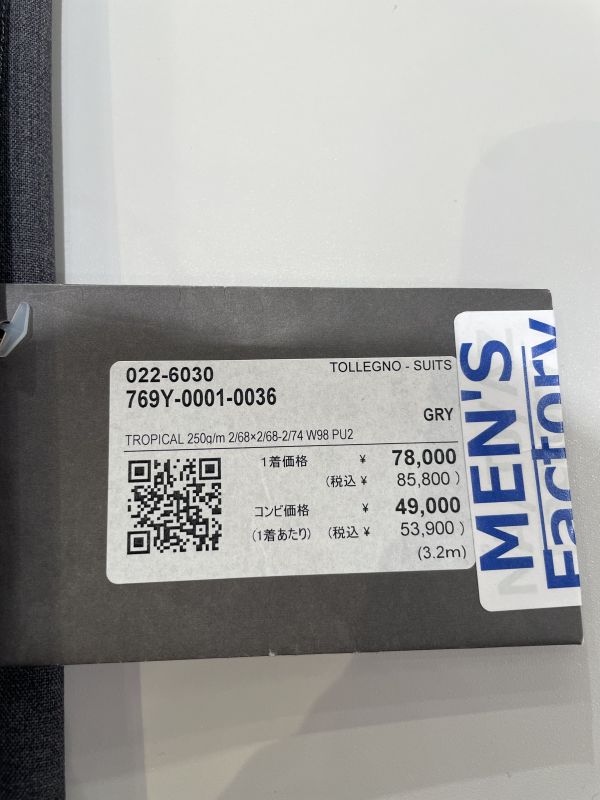 022-6030
TOLLEGNO - SUITS
769Y-0001-0036
GRY
TROPICAL 250g/m 2/68×2/68-2/74 W98 PU2
1着価格 ¥ 78,000
(税込 ¥ 85,800 )
コンビ価格 ¥ 49,000
(1着あたり) (税込 ¥ 53,900 )
(3.2m)
MEN'S
Factory